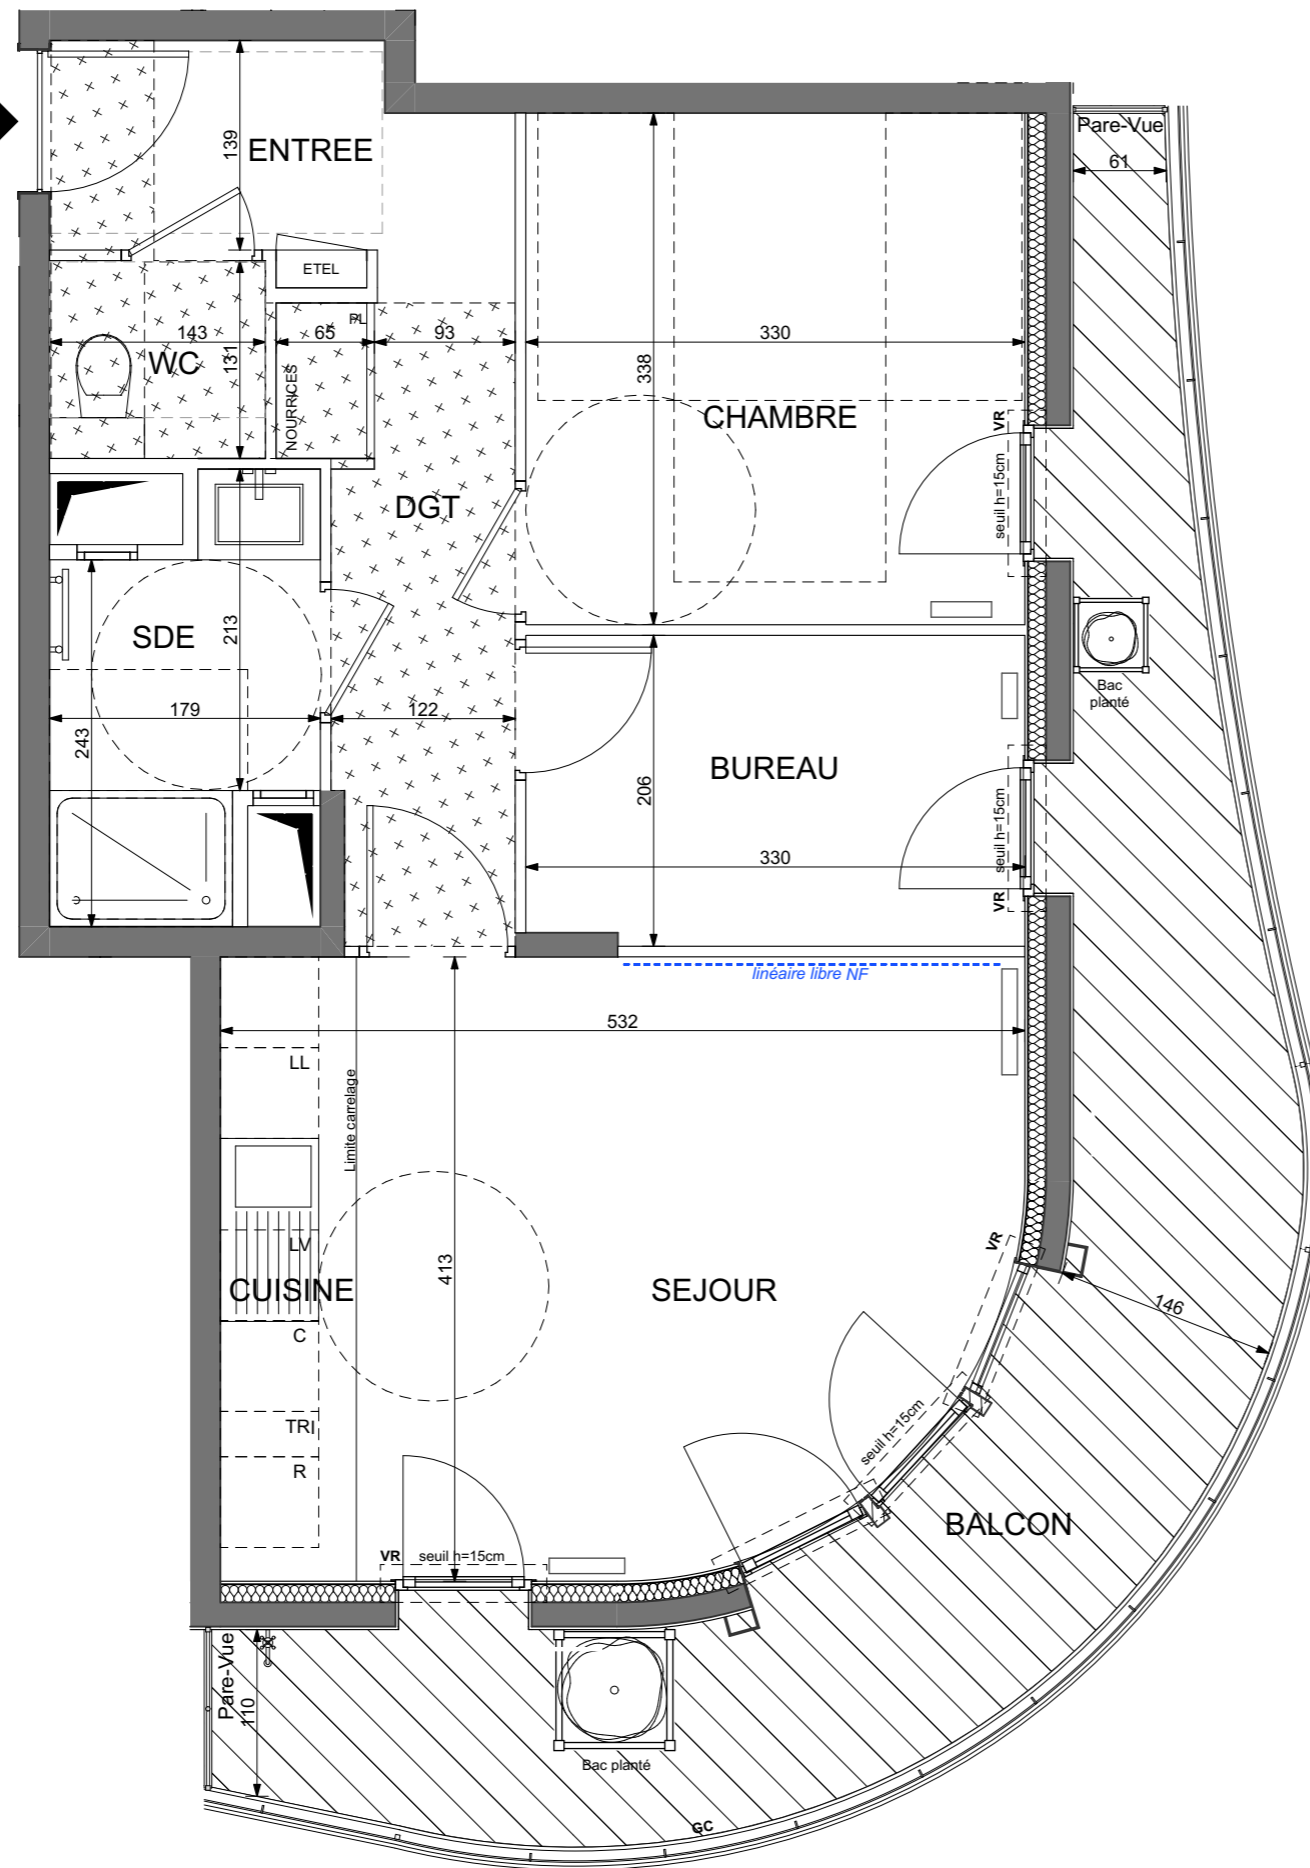 Pare-Vue
61
139
ENTREE
ETEL
PL
143
WC
131
65
93
NOURRICES
330
338
CHAMBRE
VR
seuil h=15cm
DGT
SDE
213
179
243
122
Bac
planté
BUREAU
206
330
seuil h=15cm
VR
linéaire libre NF
532
LL
Limite carrelage
LV
CUISINE
413
SEJOUR
VR
146
C
TRI
R
seuil h=15cm
BALCON
VR
seuil h=15cm
Pare-Vue
110
Bac planté
GC